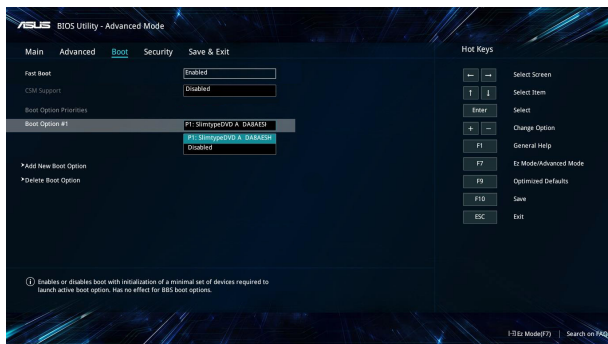 ASUS BIOS Utility - Advanced Mode
Main Advanced Boot Security Save & Exit
Hot Keys
Fast Boot Enabled
CSM Support Disabled
Boot Option Priorities
Boot Option #1 P1: SlimtypeDVD A DA8AESH
P1: SlimtypeDVD A DA8AESH
Disabled
Add New Boot Option
Delete Boot Option
← → Select Screen
↑ ↓ Select Item
Enter Select
+ − Change Option
F1 General Help
F7 Ez Mode/Advanced Mode
F9 Optimized Defaults
F10 Save
ESC Exit
Enables or disables boot with initialization of a minimal set of devices required to
launch active boot option. Has no effect for BBS boot options.
Ez Mode(F7) | Search on FAQ